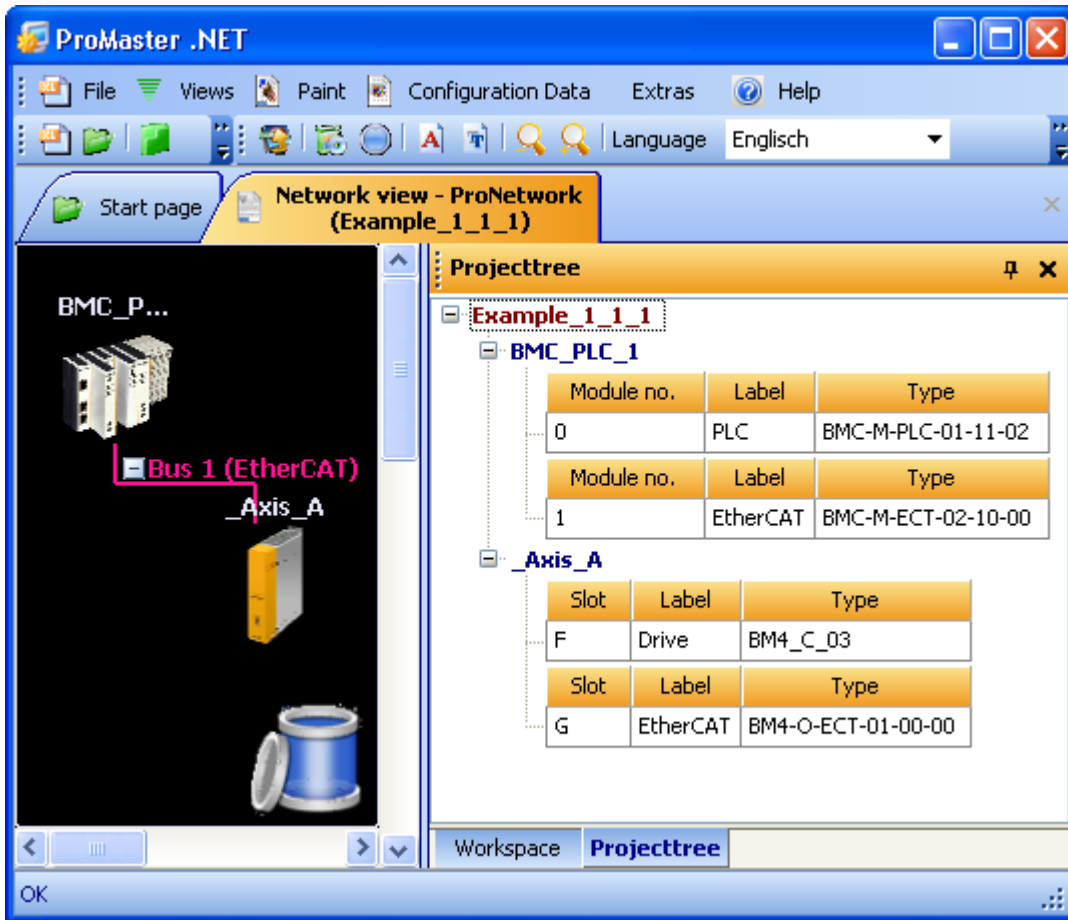 ProMaster .NET
File Views Paint Configuration Data Extras Help
Language Englisch
Start page
Network view - ProNetwork
(Example_1_1_1)
BMC_P...
Bus 1 (EtherCAT)
_Axis_A
Projecttree
Example_1_1_1
BMC_PLC_1
Module no. Label Type
0 PLC BMC-M-PLC-01-11-02
Module no. Label Type
1 EtherCAT BMC-M-ECT-02-10-00
_Axis_A
Slot Label Type
F Drive BM4_C_03
Slot Label Type
G EtherCAT BM4-O-ECT-01-00-00
Workspace Projecttree
OK